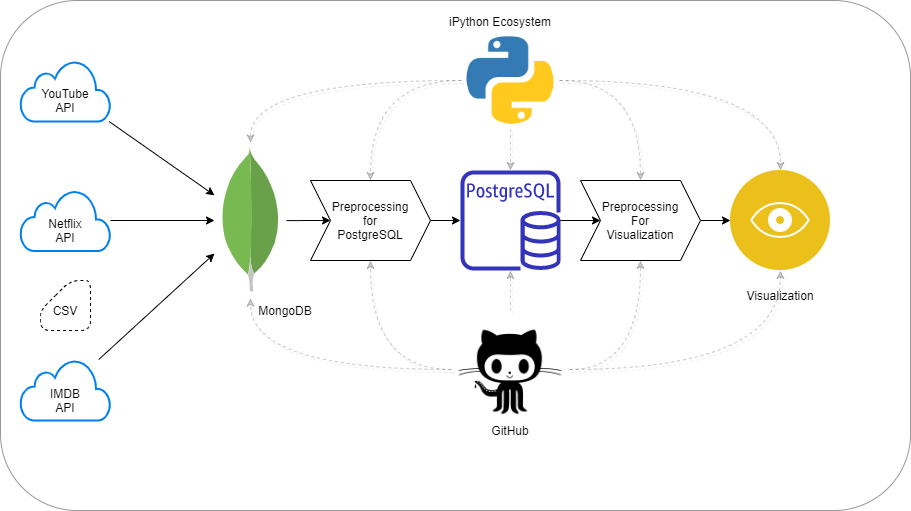 iPython Ecosystem
YouTube
API
Netflix
API
CSV
IMDB
API
MongoDB
Preprocessing
for
PostgreSQL
PostgreSQL
Preprocessing
For
Visualization
Visualization
GitHub